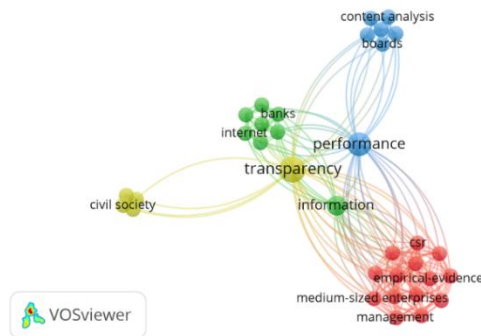 content analysis
boards
banks
internet
performance
transparency
civil society
information
csr
empirical-evidence
medium-sized enterprises
management
VOSviewer